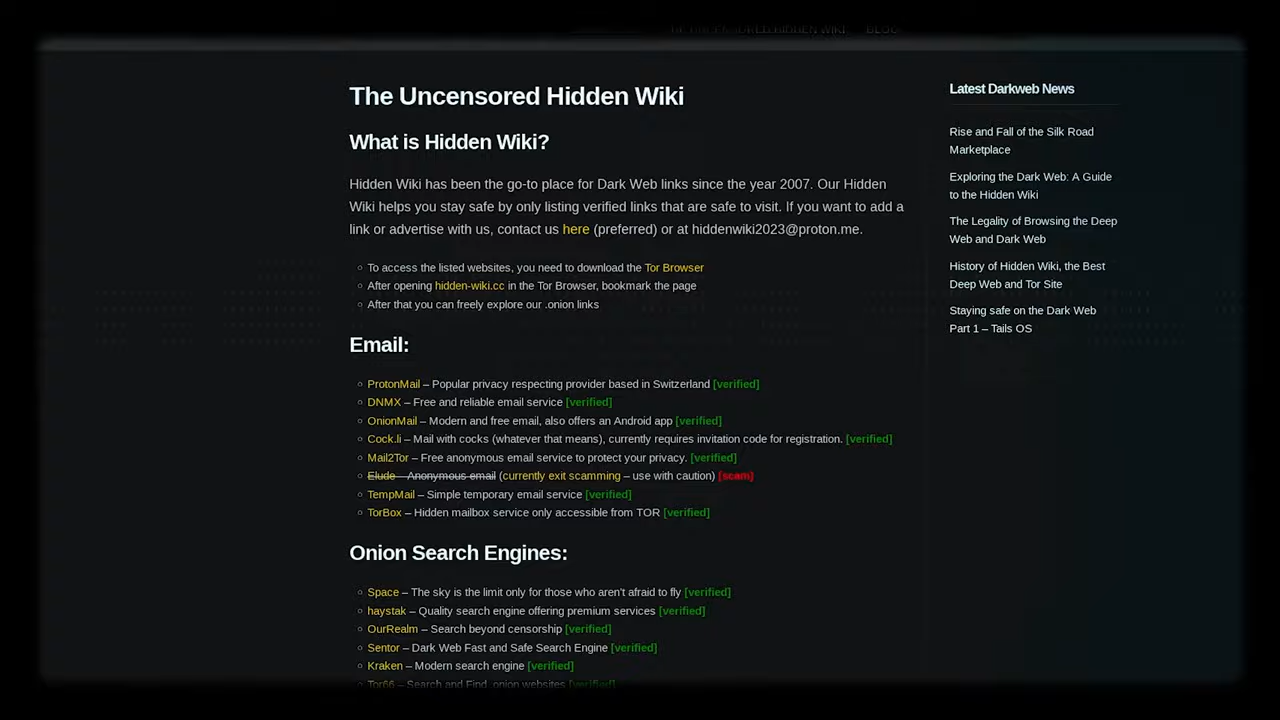 The Uncensored Hidden Wiki
What is Hidden Wiki?
Hidden Wiki has been the go-to place for Dark Web links since the year 2007. Our Hidden
Wiki helps you stay safe by only listing verified links that are safe to visit. If you want to add a
link or advertise with us, contact us here (preferred) or at hiddenwiki2023@proton.me.
To access the listed websites, you need to download the Tor Browser
After opening hidden-wiki.cc in the Tor Browser, bookmark the page
After that you can freely explore our .onion links
Email:
ProtonMail – Popular privacy respecting provider based in Switzerland [verified]
DNMX – Free and reliable email service [verified]
OnionMail – Modern and free email, also offers an Android app [verified]
Cock.li – Mail with cocks (whatever that means), currently requires invitation code for registration. [verified]
Mail2Tor – Free anonymous email service to protect your privacy. [verified]
Elude – Anonymous email (currently exit scamming – use with caution) [scam]
TempMail – Simple temporary email service [verified]
TorBox – Hidden mailbox service only accessible from TOR [verified]
Onion Search Engines:
Space – The sky is the limit only for those who aren't afraid to fly [verified]
haystak – Quality search engine offering premium services [verified]
OurRealm – Search beyond censorship [verified]
Sentor – Dark Web Fast and Safe Search Engine [verified]
Kraken – Modern search engine [verified]
Tor66 – Search and Find .onion websites [verified]
Latest Darkweb News
Rise and Fall of the Silk Road
Marketplace
Exploring the Dark Web: A Guide
to the Hidden Wiki
The Legality of Browsing the Deep
Web and Dark Web
History of Hidden Wiki, the Best
Deep Web and Tor Site
Staying safe on the Dark Web
Part 1 – Tails OS